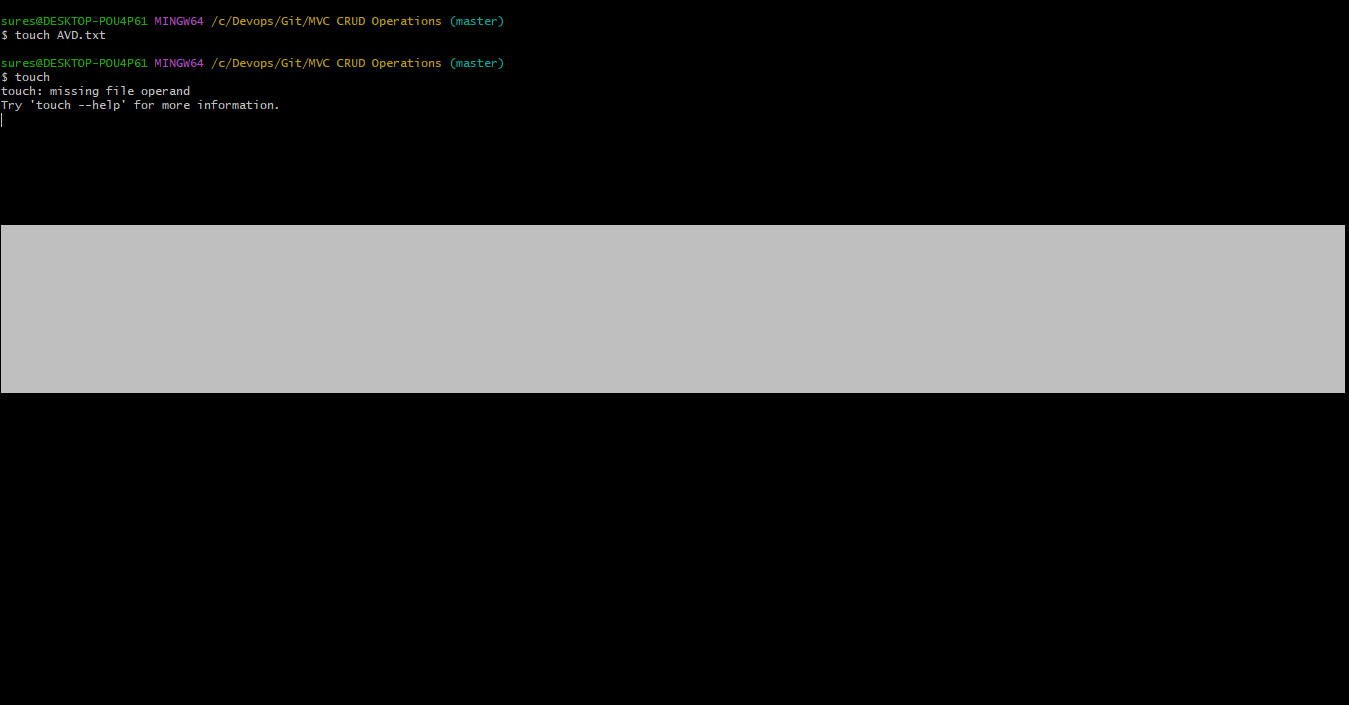 sures@DESKTOP-POU4P61 MINGW64 /c/Devops/Git/MVC CRUD Operations (master)
$ touch AVD.txt
sures@DESKTOP-POU4P61 MINGW64 /c/Devops/Git/MVC CRUD Operations (master)
$ touch
touch: missing file operand
Try 'touch --help' for more information.